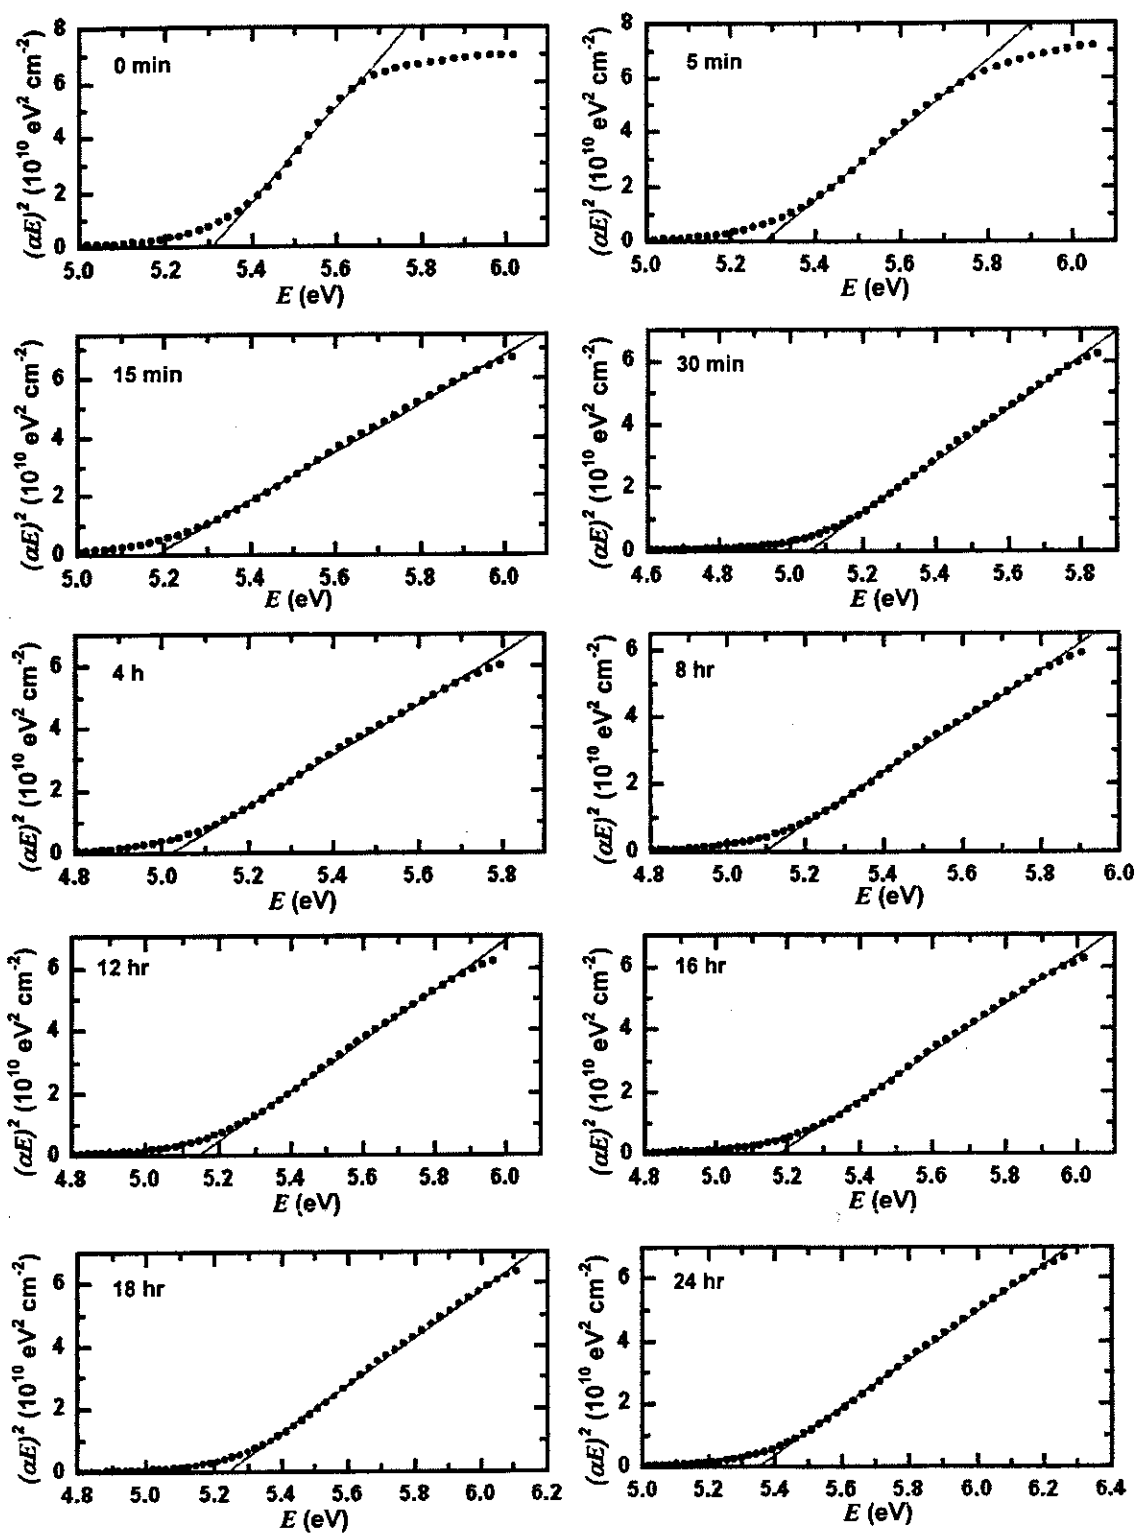 0 min
(αE)² (10¹⁰ eV² cm⁻²)
8
6
4
2
0
5.0 5.2 5.4 5.6 5.8 6.0
E (eV)
5 min
(αE)² (10¹⁰ eV² cm⁻²)
8
6
4
2
0
5.0 5.2 5.4 5.6 5.8 6.0
E (eV)
15 min
(αE)² (10¹⁰ eV² cm⁻²)
6
4
2
0
5.0 5.2 5.4 5.6 5.8 6.0
E (eV)
30 min
(αE)² (10¹⁰ eV² cm⁻²)
6
4
2
0
4.6 4.8 5.0 5.2 5.4 5.6 5.8
E (eV)
4 h
(αE)² (10¹⁰ eV² cm⁻²)
6
4
2
0
4.8 5.0 5.2 5.4 5.6 5.8
E (eV)
8 hr
(αE)² (10¹⁰ eV² cm⁻²)
6
4
2
0
4.8 5.0 5.2 5.4 5.6 5.8 6.0
E (eV)
12 hr
(αE)² (10¹⁰ eV² cm⁻²)
6
4
2
0
4.8 5.0 5.2 5.4 5.6 5.8 6.0
E (eV)
16 hr
(αE)² (10¹⁰ eV² cm⁻²)
6
4
2
0
4.8 5.0 5.2 5.4 5.6 5.8 6.0
E (eV)
18 hr
(αE)² (10¹⁰ eV² cm⁻²)
6
4
2
0
4.8 5.0 5.2 5.4 5.6 5.8 6.0 6.2
E (eV)
24 hr
(αE)² (10¹⁰ eV² cm⁻²)
6
4
2
0
5.0 5.2 5.4 5.6 5.8 6.0 6.2 6.4
E (eV)